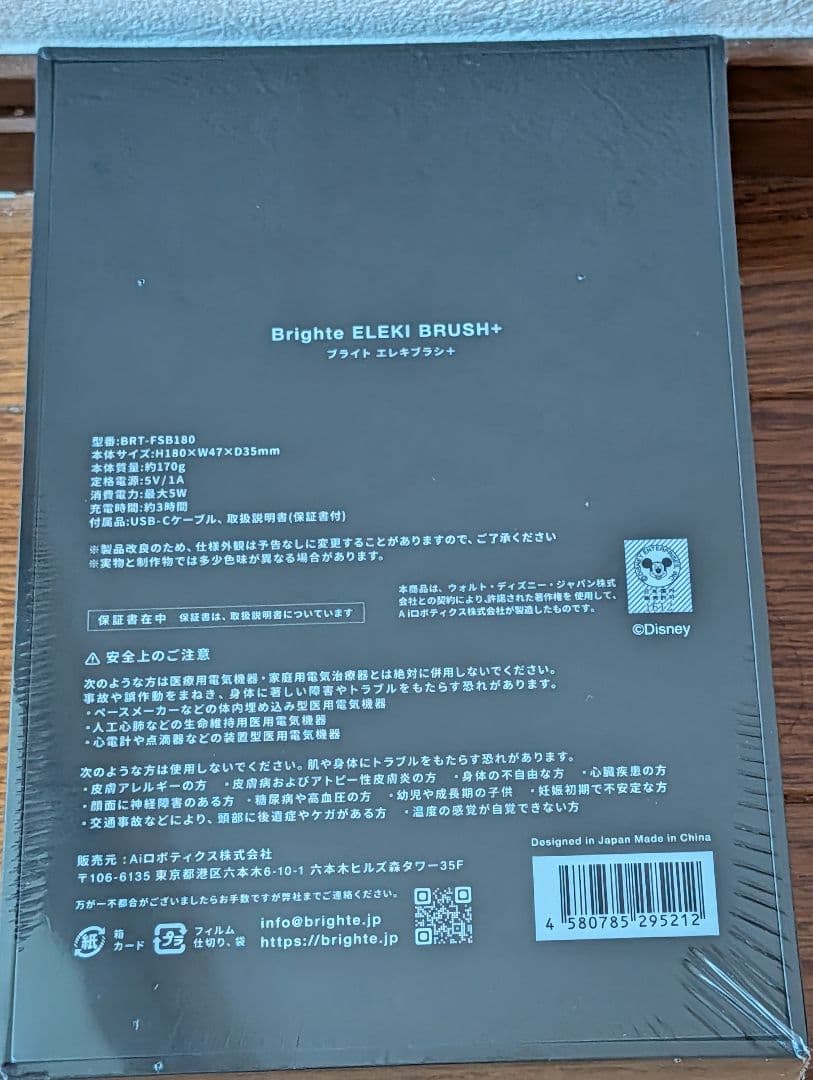 Brighte ELEKI BRUSH+
ブライト エレキブラシ+
型番:BRT-FSB180
本体サイズ:H180×W47×D35mm
本体質量:約170g
定格電源:5V/1A
消費電力:最大5W
充電時間:約3時間
付属品:USB-Cケーブル、取扱説明書(保証書付)
※製品改良のため、仕様外観は予告なしに変更することがありますので、ご了承ください
※実物と制作物では多少色味が異なる場合があります。
本商品は、ウォルト・ディズニー・ジャパン株式
会社との契約により、許諾された著作権を 使用して、
Aiロボティクス株式会社が製造したものです。
©Disney
保証書在中 保証書は、取扱説明書についています
⚠ 安全上のご注意
次のような方は医療用電気機器・家庭用電気治療器とは絶対に併用しないでください。
事故や誤作動をまねき、身体に著しい障害やトラブルをもたらす恐れがあります。
・ペースメーカーなどの体内埋め込み型医用電気機器
・人工心肺などの生命維持用医用電気機器
・心電計や点滴器などの装置型医用電気機器
次のような方は使用しないでください。肌や身体にトラブルをもたらす恐れがあります。
・皮膚アレルギーの方 ・皮膚病およびアトピー性皮膚炎の方 ・身体の不自由な方 ・心臓疾患の方
・顔面に神経障害のある方 ・糖尿病や高血圧の方 ・幼児や成長期の子供 ・妊娠初期で不安定な方
・交通事故などにより、頭部に後遺症やケガがある方 ・温度の感覚が自覚できない方
販売元:Aiロボティクス株式会社
〒106-6135 東京都港区六本木6-10-1 六本木ヒルズ森タワー35F
万が一不都合がございましたらお手数ですが弊社までご連絡ください。
紙 箱 カード
プラ フィルム 仕切り、袋
info@brighte.jp
https://brighte.jp
Designed in Japan Made in China
4 580785 295212